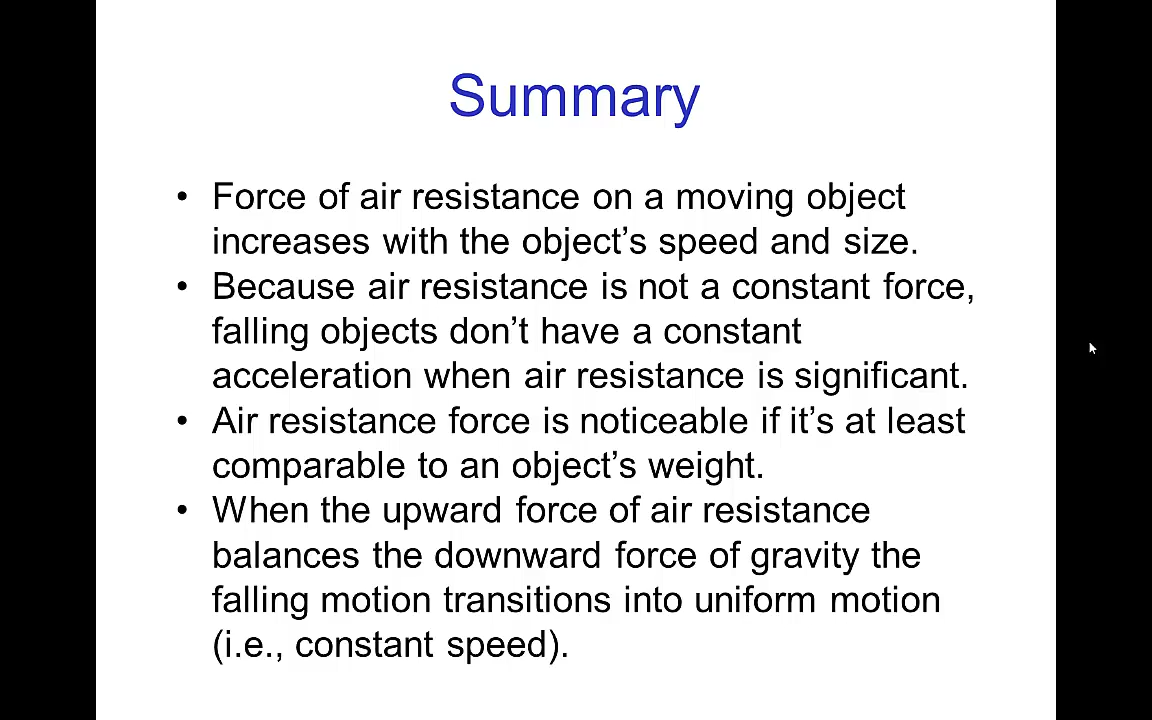 Summary
• Force of air resistance on a moving object
increases with the object’s speed and size.
• Because air resistance is not a constant force,
falling objects don’t have a constant
acceleration when air resistance is significant.
• Air resistance force is noticeable if it’s at least
comparable to an object’s weight.
• When the upward force of air resistance
balances the downward force of gravity the
falling motion transitions into uniform motion
(i.e., constant speed).